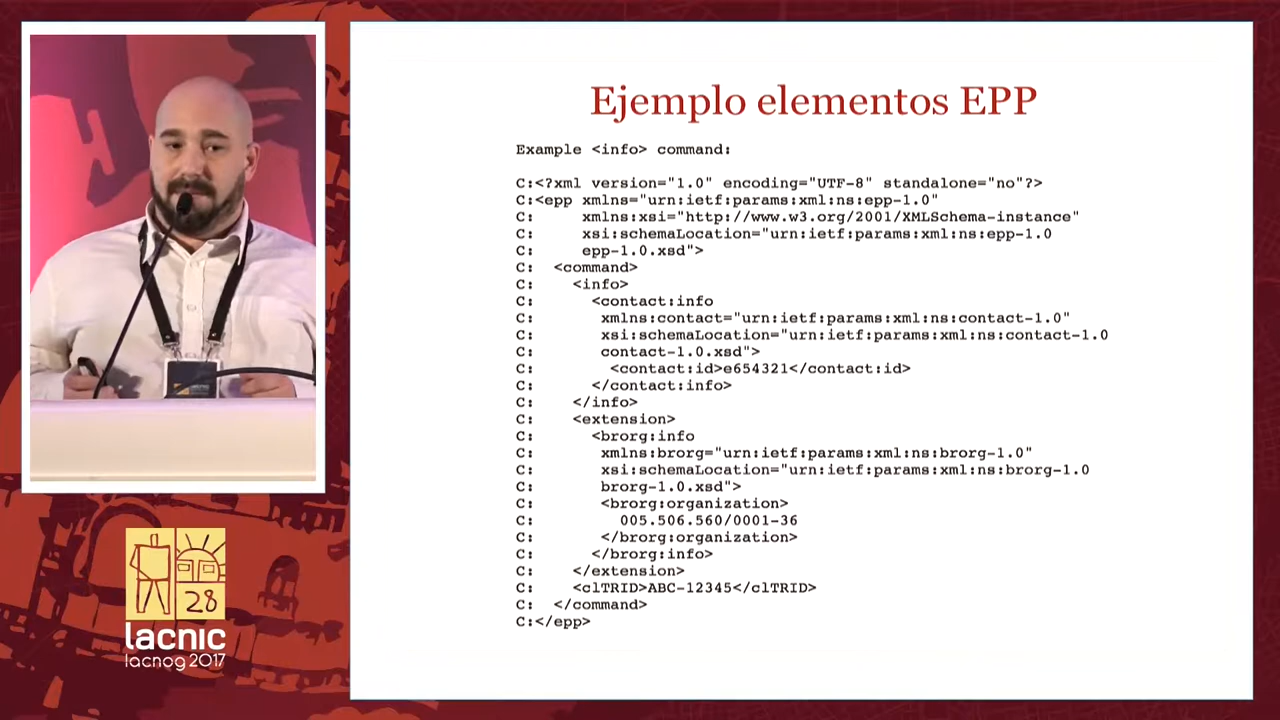 Ejemplo elementos EPP
Example <info> command:
C:<?xml version="1.0" encoding="UTF-8" standalone="no"?>
C:<epp xmlns="urn:ietf:params:xml:ns:epp-1.0"
C:     xmlns:xsi="http://www.w3.org/2001/XMLSchema-instance"
C:     xsi:schemaLocation="urn:ietf:params:xml:ns:epp-1.0
C:     epp-1.0.xsd">
C:  <command>
C:    <info>
C:      <contact:info
C:       xmlns:contact="urn:ietf:params:xml:ns:contact-1.0"
C:       xsi:schemaLocation="urn:ietf:params:xml:ns:contact-1.0
C:       contact-1.0.xsd">
C:        <contact:id>e654321</contact:id>
C:      </contact:info>
C:    </info>
C:    <extension>
C:      <brorg:info
C:       xmlns:brorg="urn:ietf:params:xml:ns:brorg-1.0"
C:       xsi:schemaLocation="urn:ietf:params:xml:ns:brorg-1.0
C:       brorg-1.0.xsd">
C:       <brorg:organization>
C:         005.506.560/0001-36
C:       </brorg:organization>
C:      </brorg:info>
C:    </extension>
C:    <clTRID>ABC-12345</clTRID>
C:  </command>
C:</epp>
28
lacnic
lacnog 2017